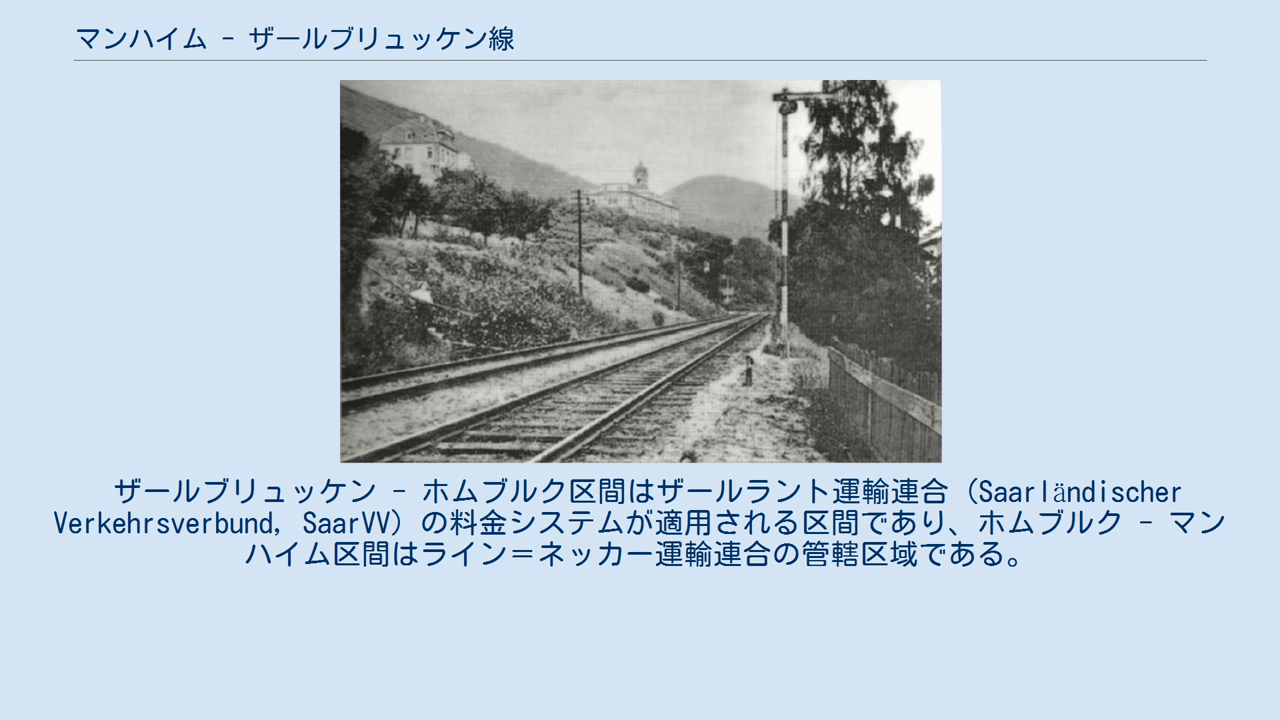 マンハイム - ザールブリュッケン線
ザールブリュッケン - ホムブルク区間はザールラント運輸連合（Saarländischer
Verkehrsverbund, SaarVV）の料金システムが適用される区間であり、ホムブルク - マン
ハイム区間はライン＝ネッカー運輸連合の管轄区域である。